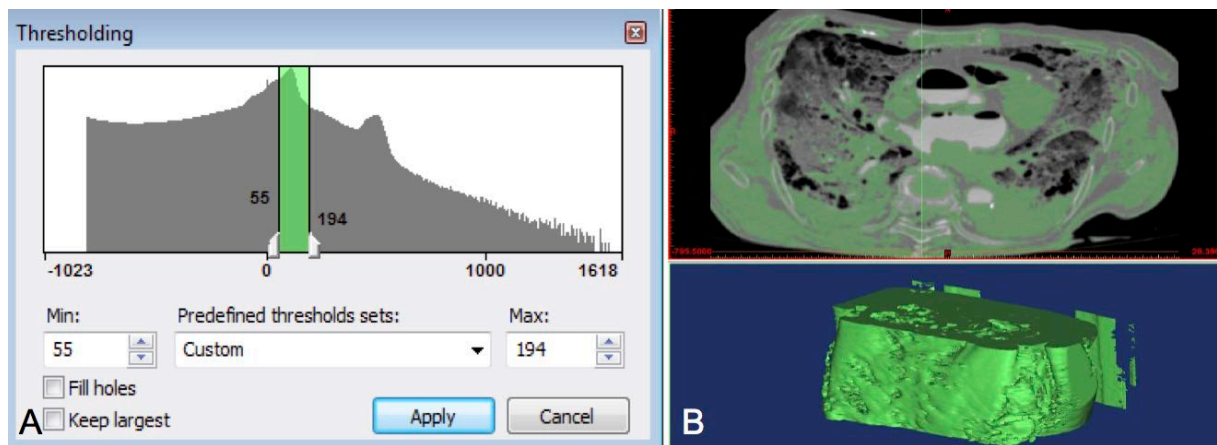 Thresholding
55
194
-1023 0 1000 1618
Min: Predefined thresholds sets: Max:
55 Custom 194
Fill holes
Keep largest
Apply Cancel
A
B